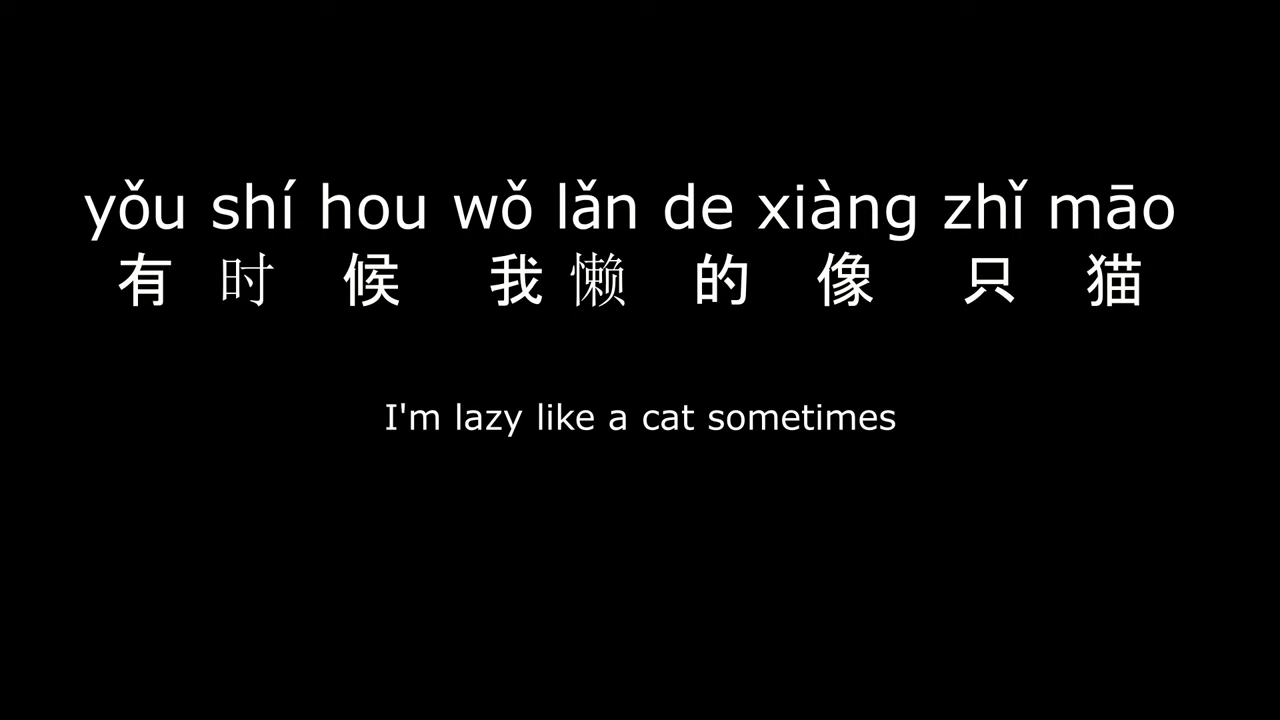 yǒu shí hou wǒ lǎn de xiàng zhǐ māo
有 时 候 我 懒 的 像 只 猫
I'm lazy like a cat sometimes